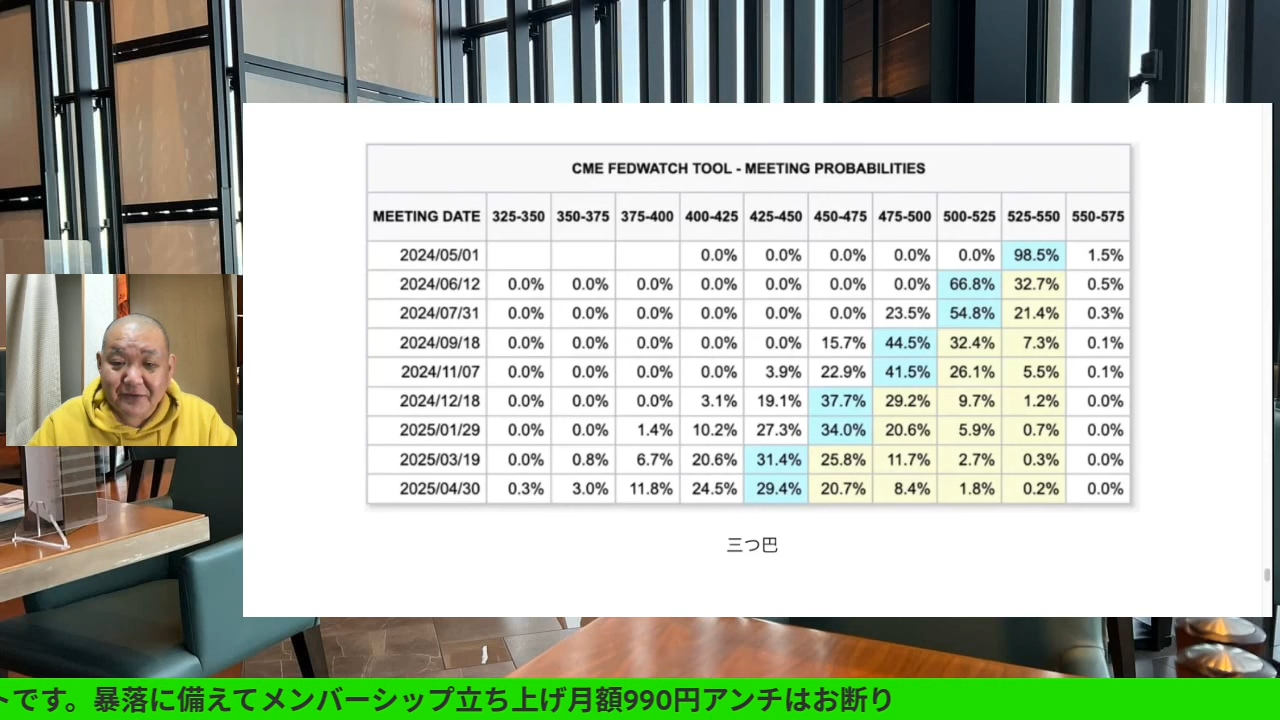 CME FEDWATCH TOOL - MEETING PROBABILITIES
MEETING DATE 325-350 350-375 375-400 400-425 425-450 450-475 475-500 500-525 525-550 550-575
2024/05/01 0.0% 0.0% 0.0% 0.0% 0.0% 98.5% 1.5%
2024/06/12 0.0% 0.0% 0.0% 0.0% 0.0% 0.0% 0.0% 66.8% 32.7% 0.5%
2024/07/31 0.0% 0.0% 0.0% 0.0% 0.0% 0.0% 23.5% 54.8% 21.4% 0.3%
2024/09/18 0.0% 0.0% 0.0% 0.0% 0.0% 15.7% 44.5% 32.4% 7.3% 0.1%
2024/11/07 0.0% 0.0% 0.0% 0.0% 3.9% 22.9% 41.5% 26.1% 5.5% 0.1%
2024/12/18 0.0% 0.0% 0.0% 3.1% 19.1% 37.7% 29.2% 9.7% 1.2% 0.0%
2025/01/29 0.0% 0.0% 1.4% 10.2% 27.3% 34.0% 20.6% 5.9% 0.7% 0.0%
2025/03/19 0.0% 0.8% 6.7% 20.6% 31.4% 25.8% 11.7% 2.7% 0.3% 0.0%
2025/04/30 0.3% 3.0% 11.8% 24.5% 29.4% 20.7% 8.4% 1.8% 0.2% 0.0%
三つ巴
トです。暴落に備えてメンバーシップ立ち上げ月額990円アンチはお断り